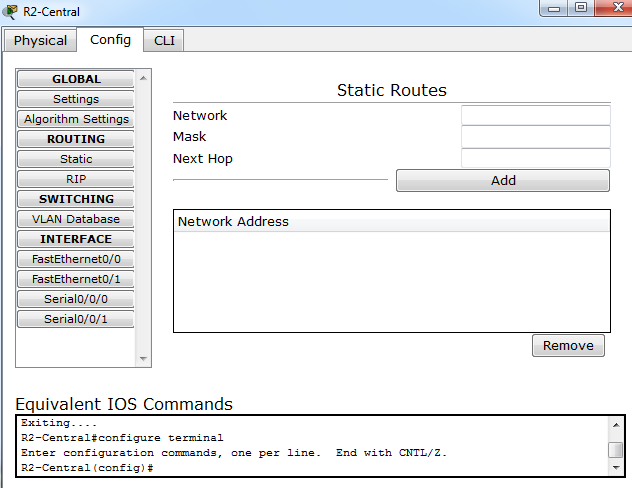 R2-Central
Physical Config CLI
GLOBAL
Settings
Algorithm Settings
ROUTING
Static
RIP
SWITCHING
VLAN Database
INTERFACE
FastEthernet0/0
FastEthernet0/1
Serial0/0/0
Serial0/0/1
Static Routes
Network
Mask
Next Hop
Add
Network Address
Remove
Equivalent IOS Commands
Exiting....
R2-Central#configure terminal
Enter configuration commands, one per line.  End with CNTL/Z.
R2-Central(config)#